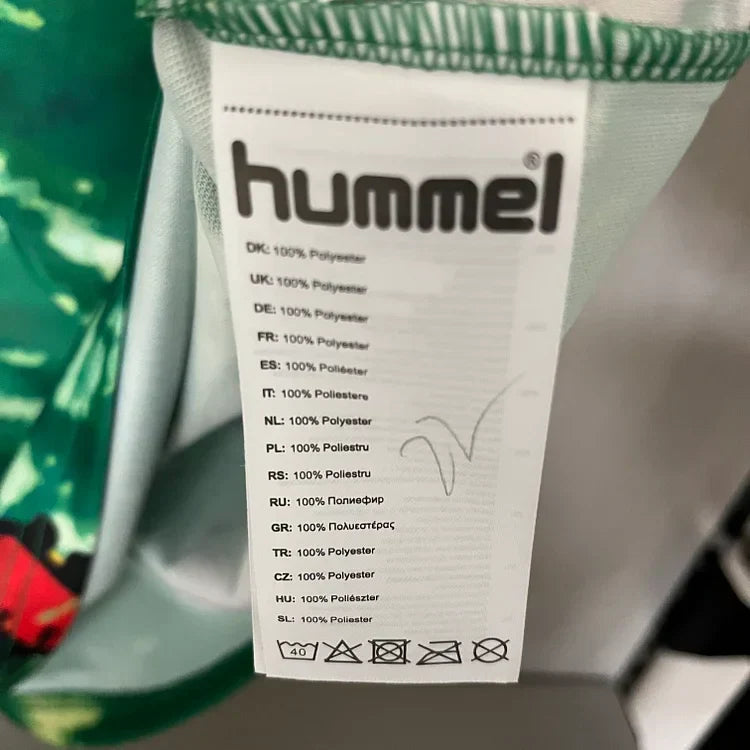 hummel®
DK: 100% Polyester
UK: 100% Polyester
DE: 100% Polyester
FR: 100% Polyester
ES: 100% Poliéster
IT: 100% Poliestere
NL: 100% Polyester
PL: 100% Poliestru
RS: 100% Poliestru
RU: 100% Полиефир
GR: 100% Πολυεστέρας
TR: 100% Polyester
CZ: 100% Polyester
HU: 100% Poliészter
SL: 100% Poliester
40